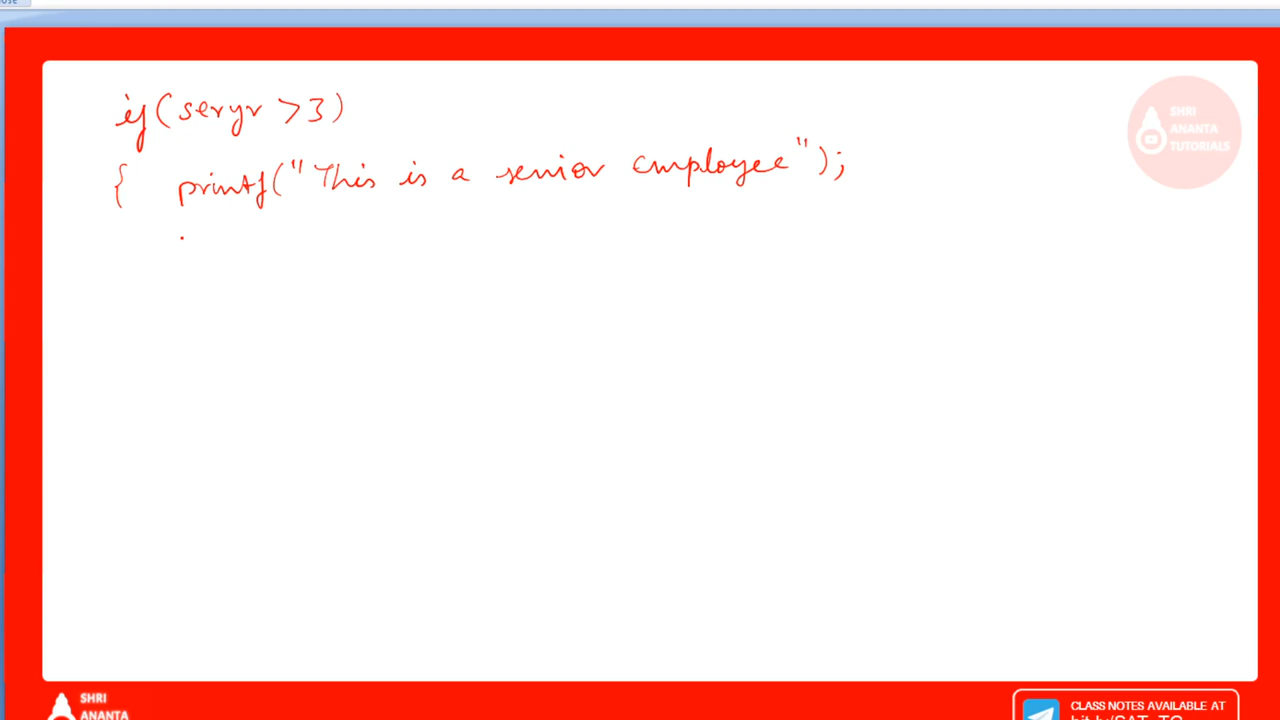 if(seryr >3)
{ printf("This is a senior employee");
SHRI
ANANTA
TUTORIALS
SHRI
ANANTA
CLASS NOTES AVAILABLE AT